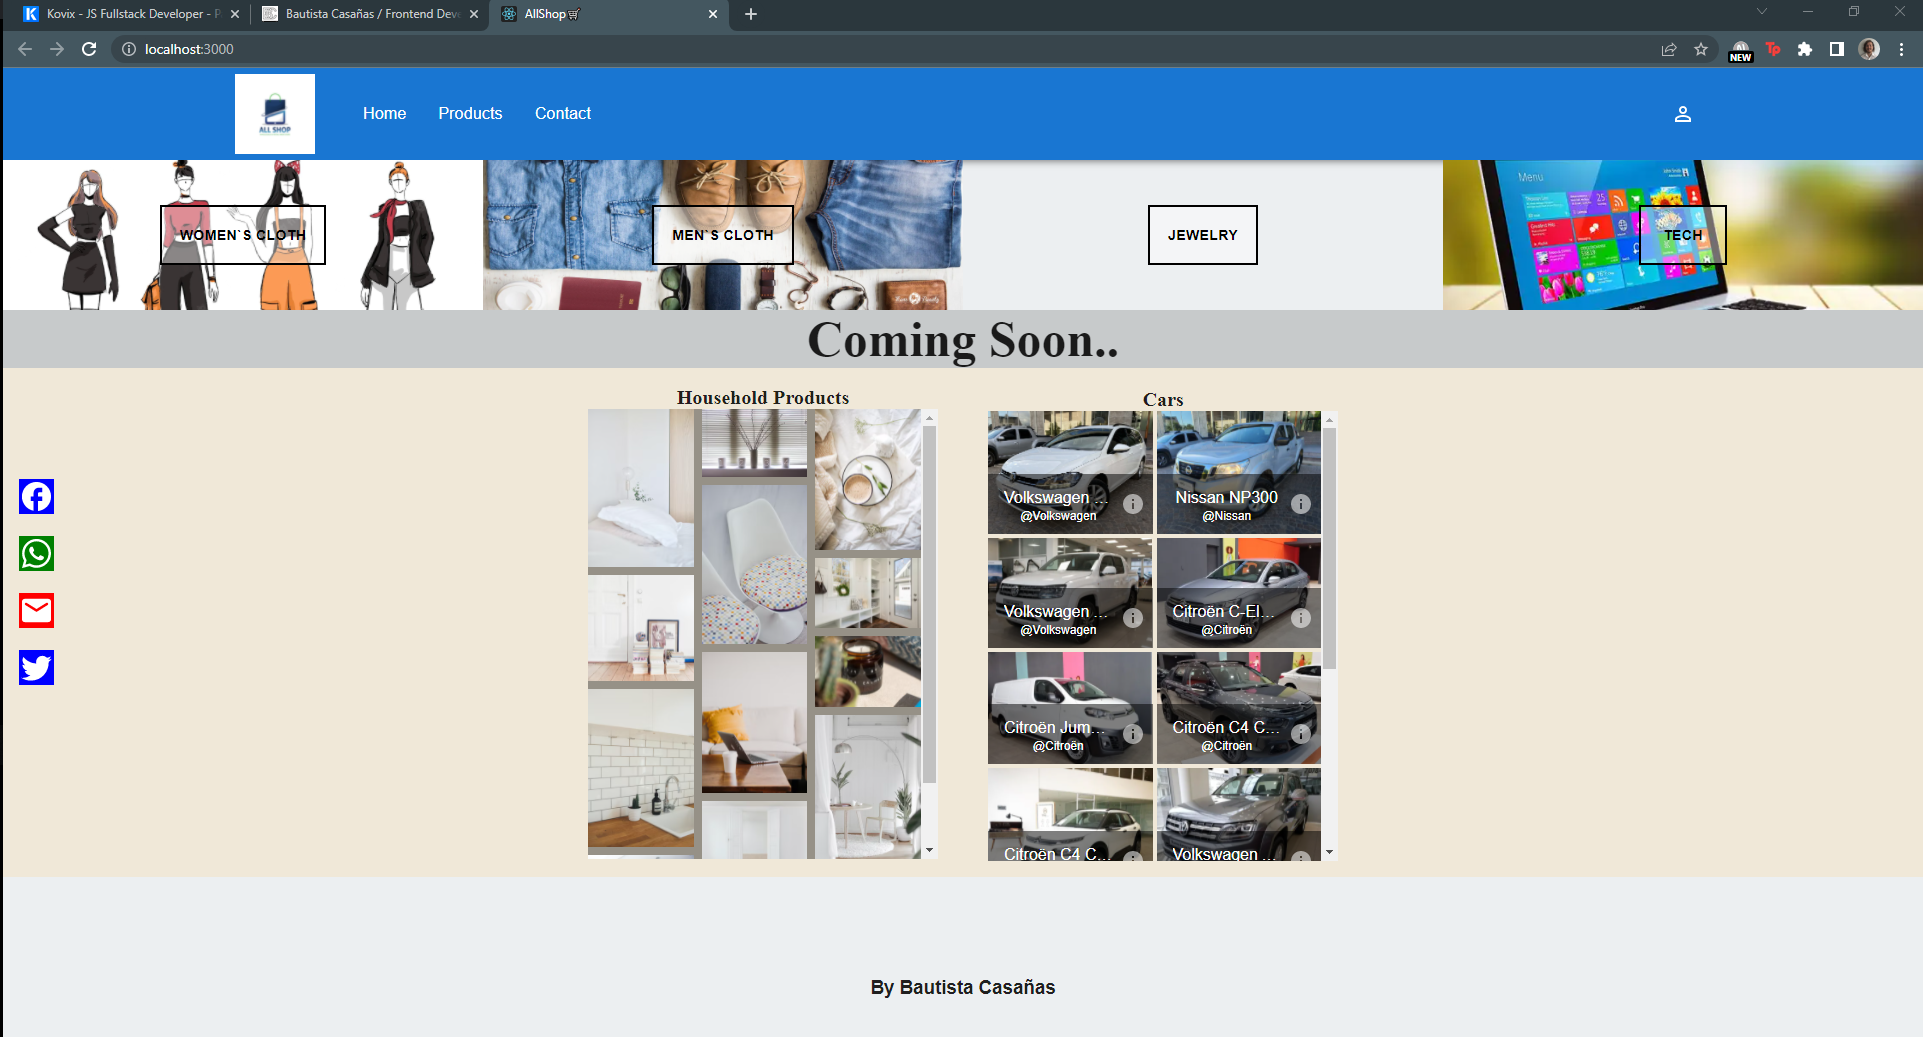 Kovix - JS Fullstack Developer - P
Bautista Casañas / Frontend Deve
AllShop🛒
localhost:3000
NEW
Tp
ALL SHOP
Home
Products
Contact
WOMEN`S CLOTH
MEN`S CLOTH
JEWELRY
Menu
TECH
Coming Soon..
Household Products
Cars
Volkswagen ...
@Volkswagen
Nissan NP300
@Nissan
Volkswagen ...
@Volkswagen
Citroën C-El...
@Citroën
Citroën Jum...
@Citroën
Citroën C4 C...
@Citroën
Citroën C4 C...
Volkswagen ...
By Bautista Casañas